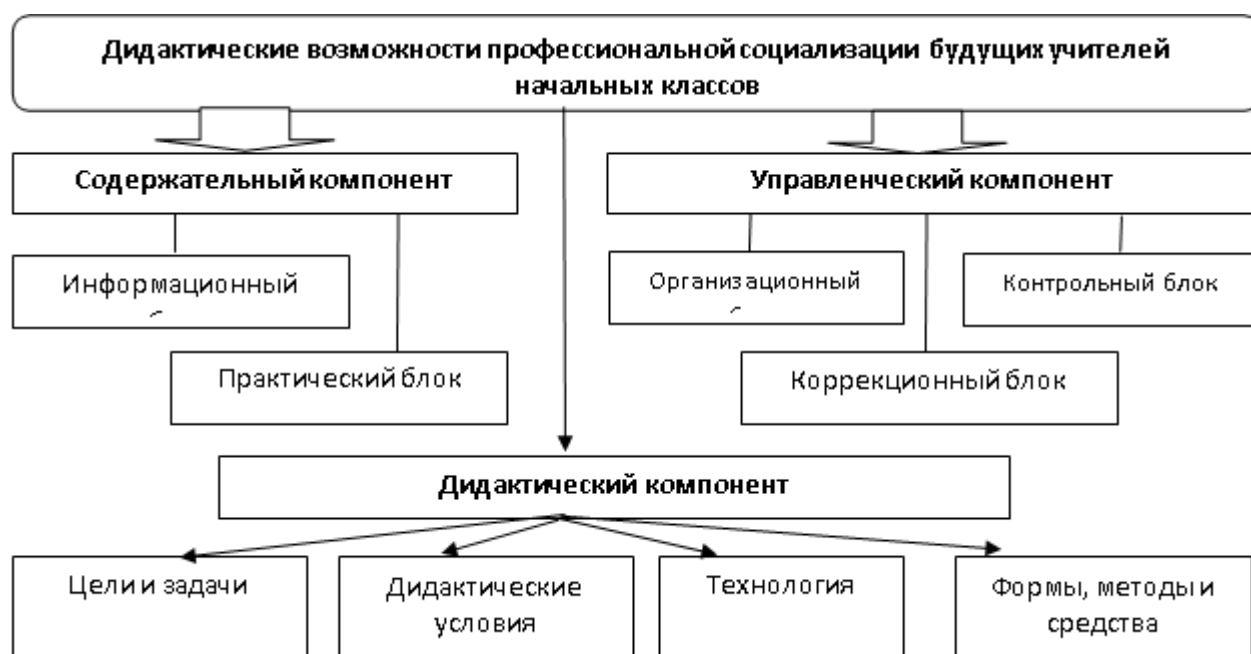 Дидактические возможности профессиональной социализации будущих учителей
начальных классов
Содержательный компонент
Управленческий компонент
Информационный
Организационный
Контрольный блок
Практический блок
Коррекционный блок
Дидактический компонент
Цели и задачи
Дидактические
условия
Технология
Формы, методы и
средства